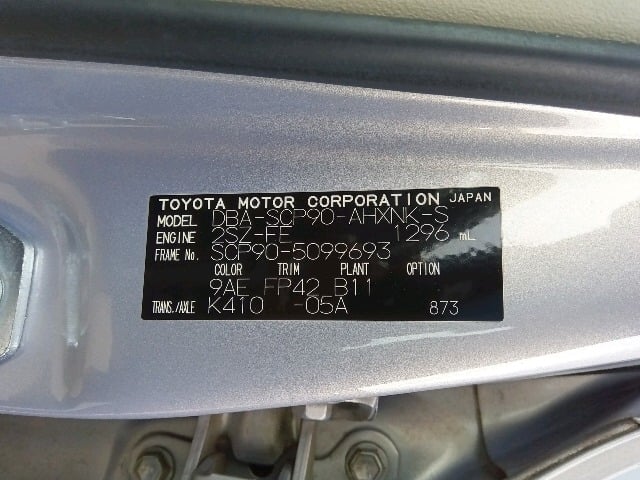 TOYOTA MOTOR CORPORATION JAPAN
MODEL DBA-SCP90-AHXNK-S
ENGINE 2SZ-FE 1296 mL
FRAME No. SCP90-5099693
COLOR TRIM PLANT OPTION
9AE FP42 B11
TRANS./AXLE K410 -05A 873